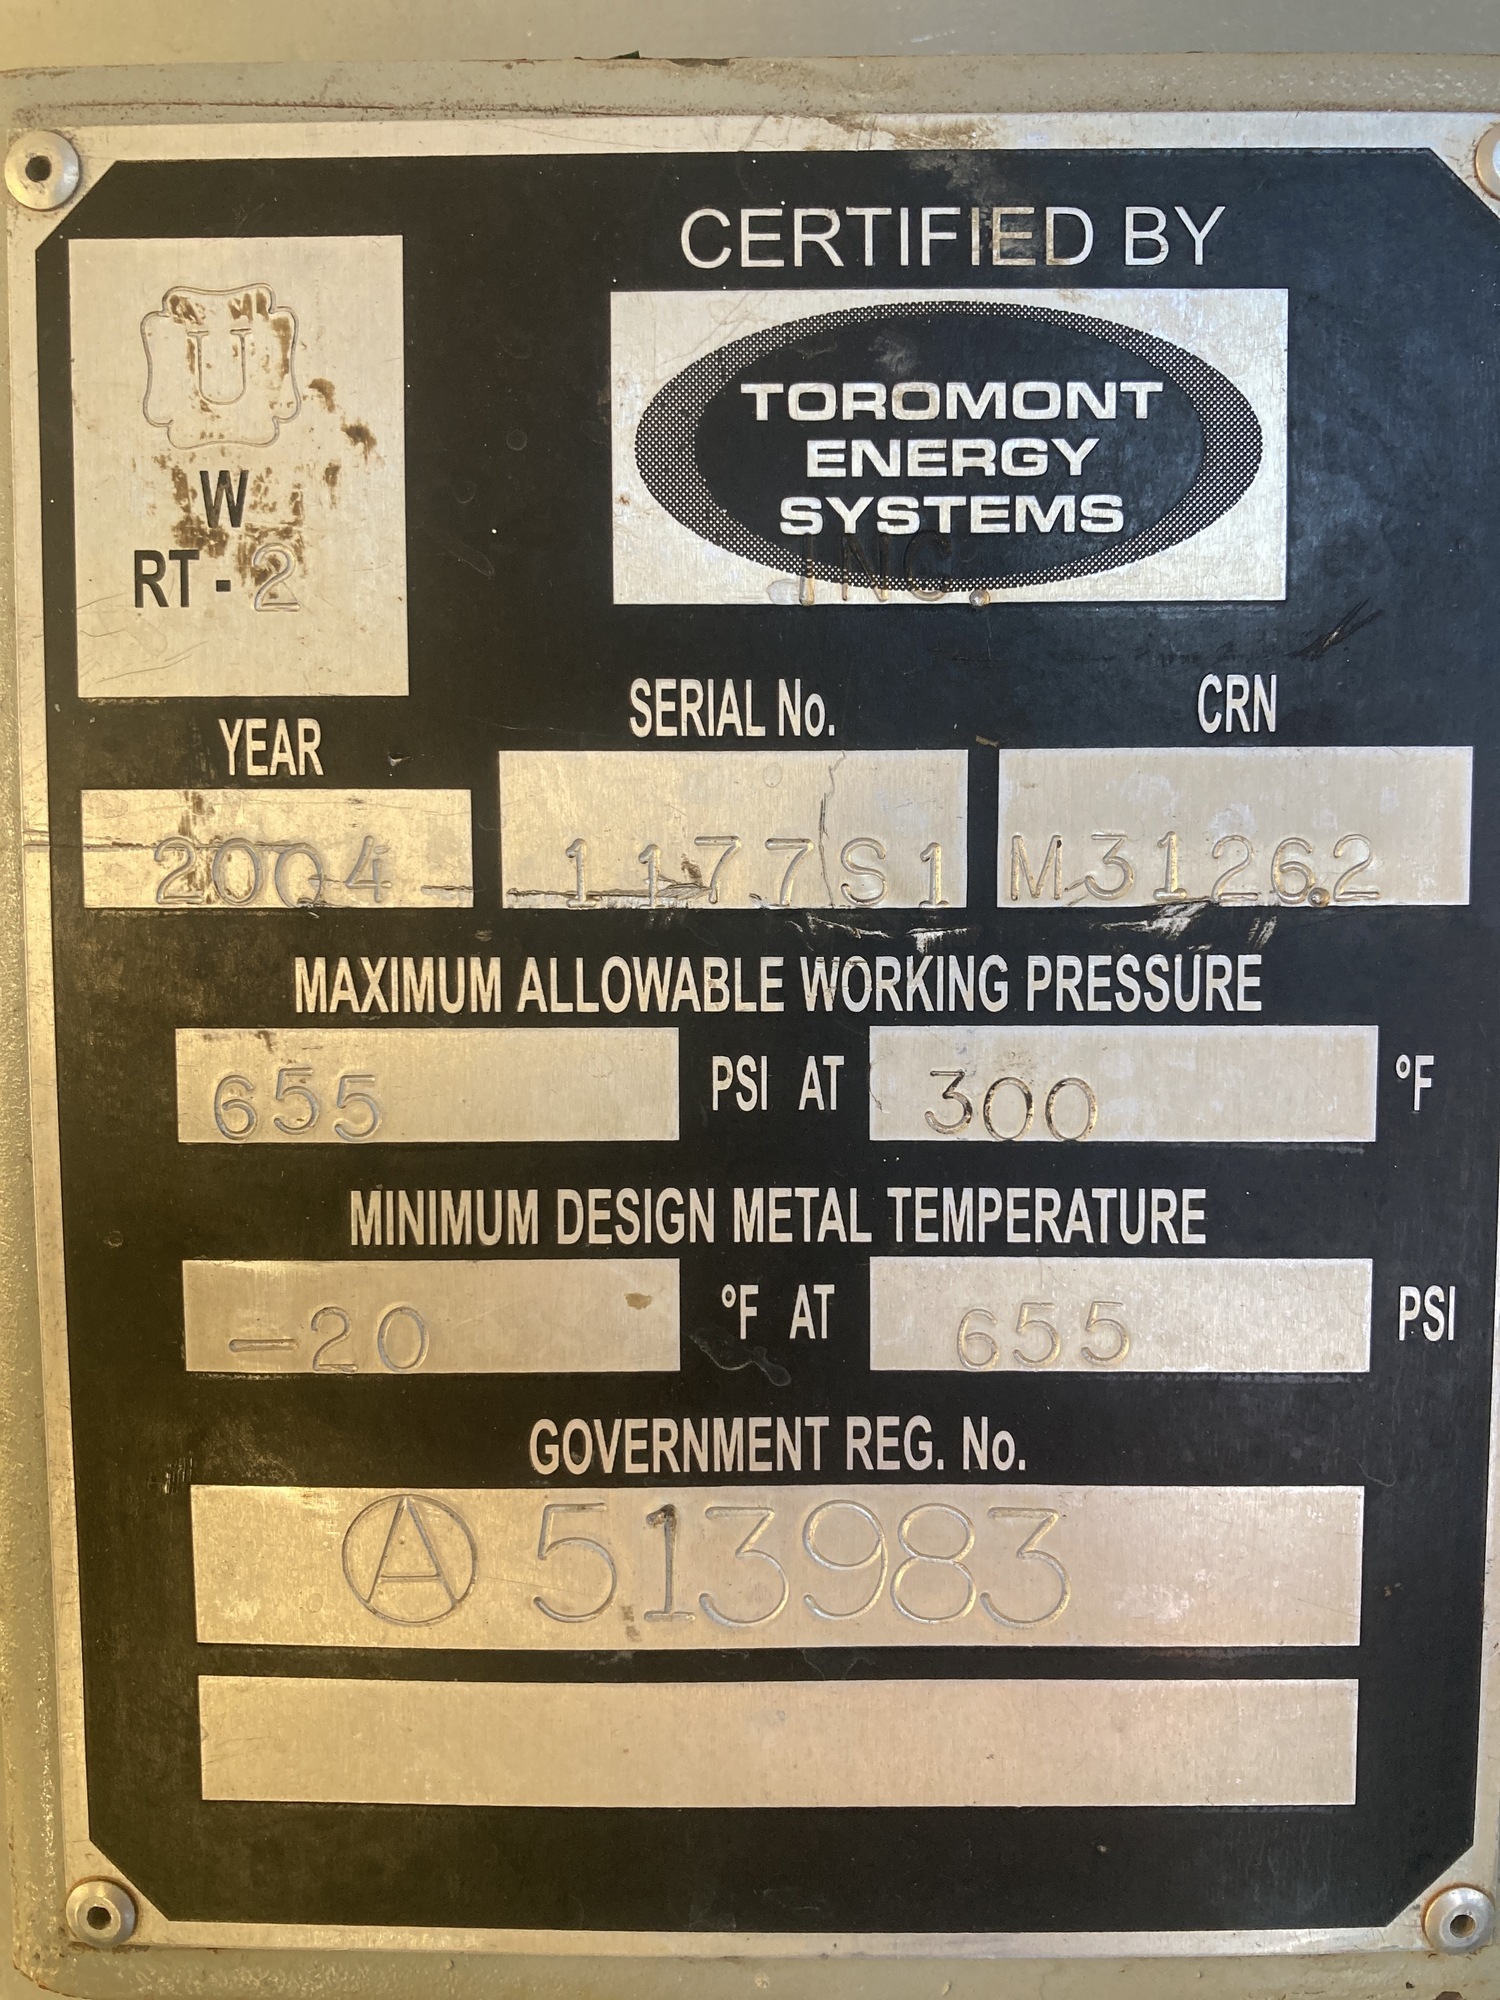 CERTIFIED BY
U
W
RT - 2
TOROMONT
ENERGY
SYSTEMS
INC.
YEAR
2004
SERIAL No.
1177S1
CRN
M3126.2
MAXIMUM ALLOWABLE WORKING PRESSURE
655 PSI AT 300 °F
MINIMUM DESIGN METAL TEMPERATURE
-20 °F AT 655 PSI
GOVERNMENT REG. No.
A 513983